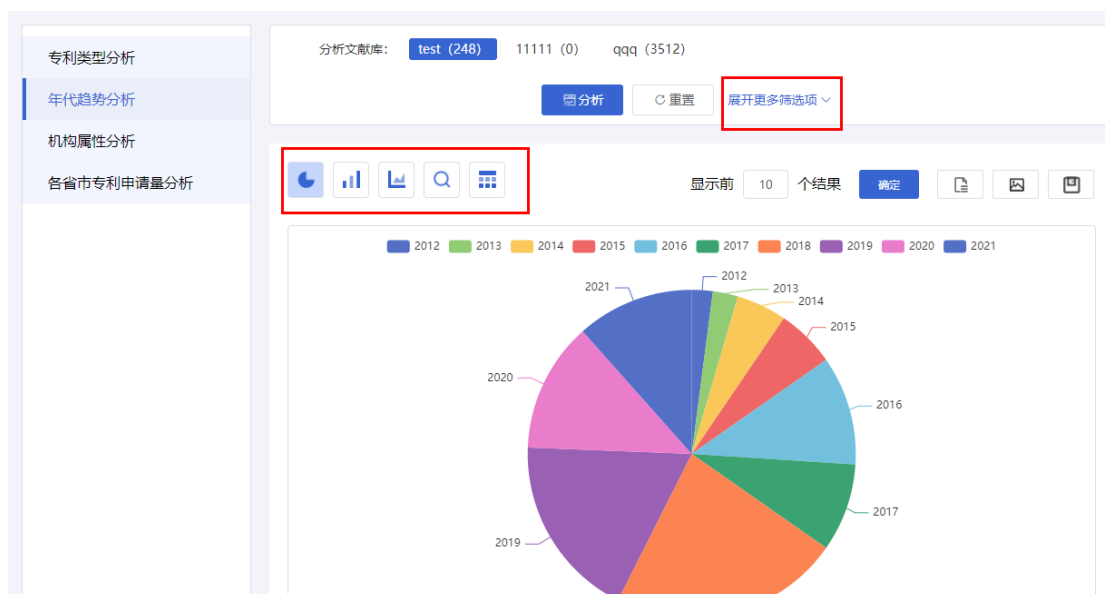 专利类型分析
年代趋势分析
机构属性分析
各省市专利申请量分析
分析文献库： test（248） 11111（0） qqq（3512）
分析 重置 展开更多筛选项
显示前 10 个结果 确定
2012 2013 2014 2015 2016 2017 2018 2019 2020 2021
2012
2021
2013
2014
2015
2020
2016
2017
2019